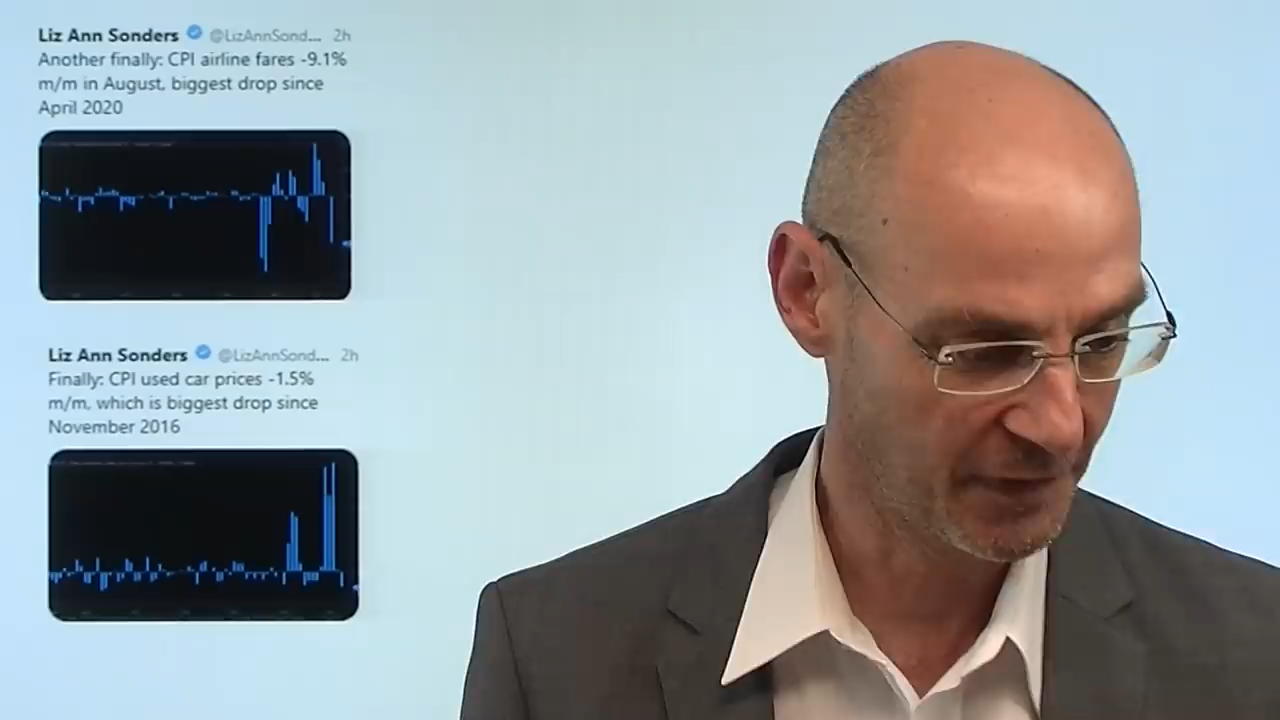 Liz Ann Sonders @LizAnnSond... 2h
Another finally: CPI airline fares -9.1%
m/m in August, biggest drop since
April 2020
Liz Ann Sonders @LizAnnSond... 2h
Finally: CPI used car prices -1.5%
m/m, which is biggest drop since
November 2016